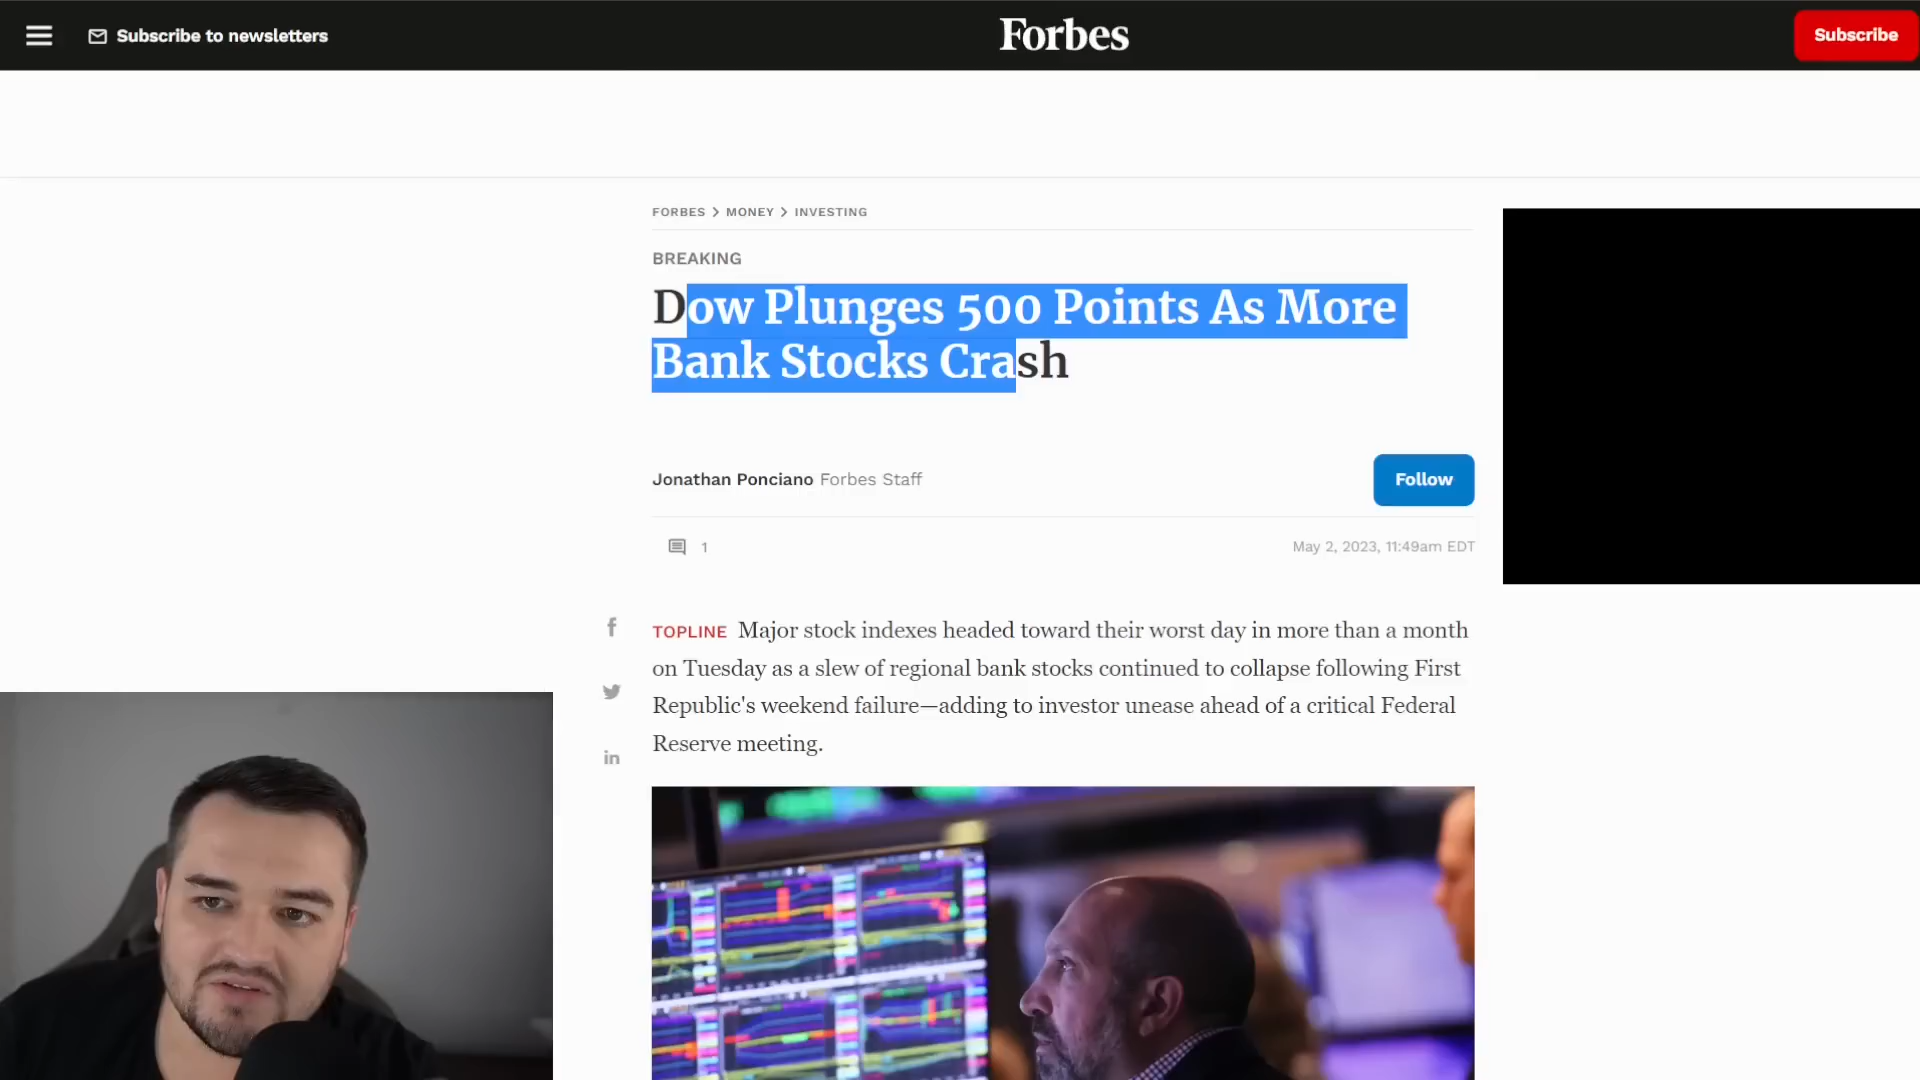 Subscribe to newsletters
Forbes
Subscribe
FORBES > MONEY > INVESTING
BREAKING
Dow Plunges 500 Points As More
Bank Stocks Crash
Jonathan Ponciano Forbes Staff
Follow
1
May 2, 2023, 11:49am EDT
TOPLINE Major stock indexes headed toward their worst day in more than a month
on Tuesday as a slew of regional bank stocks continued to collapse following First
Republic's weekend failure—adding to investor unease ahead of a critical Federal
Reserve meeting.